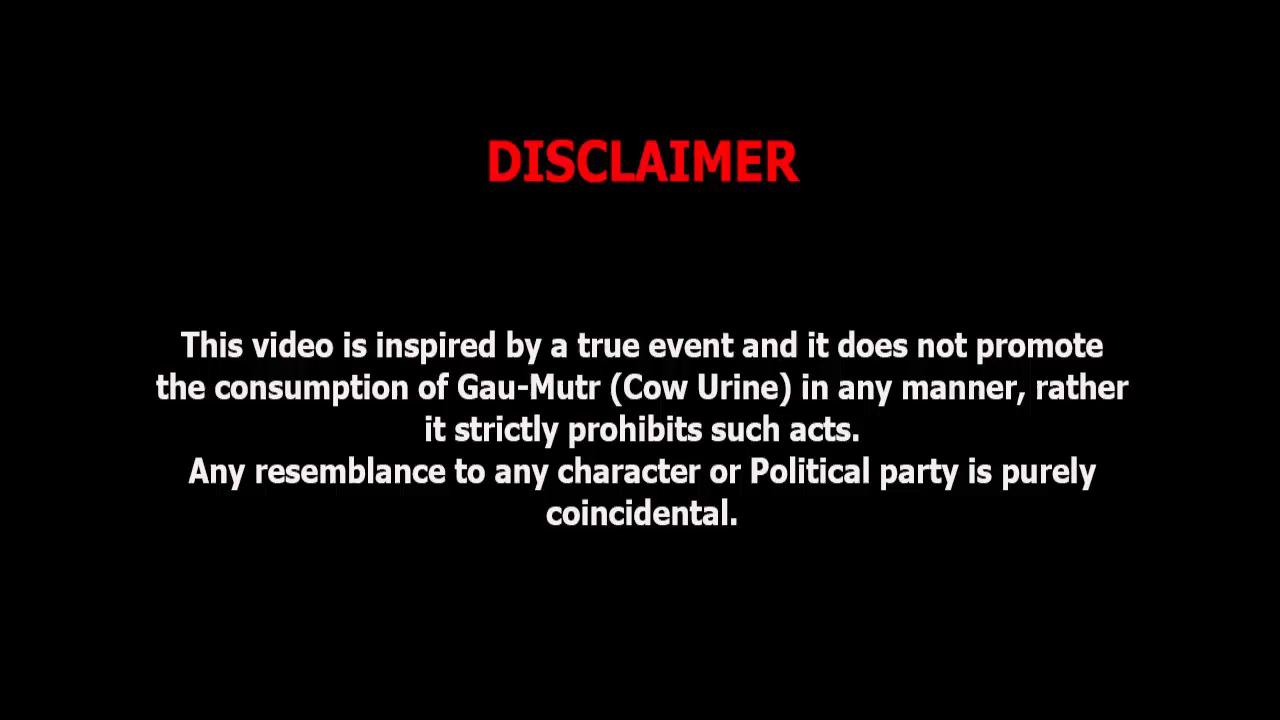 DISCLAIMER
This video is inspired by a true event and it does not promote
the consumption of Gau-Mutr (Cow Urine) in any manner, rather
it strictly prohibits such acts.
Any resemblance to any character or Political party is purely
coincidental.